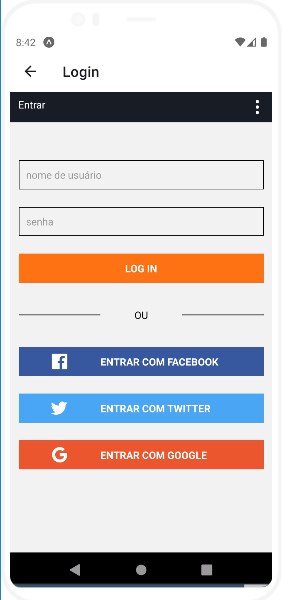 8:42
Login
Entrar
nome de usuário
senha
LOG IN
OU
ENTRAR COM FACEBOOK
ENTRAR COM TWITTER
ENTRAR COM GOOGLE